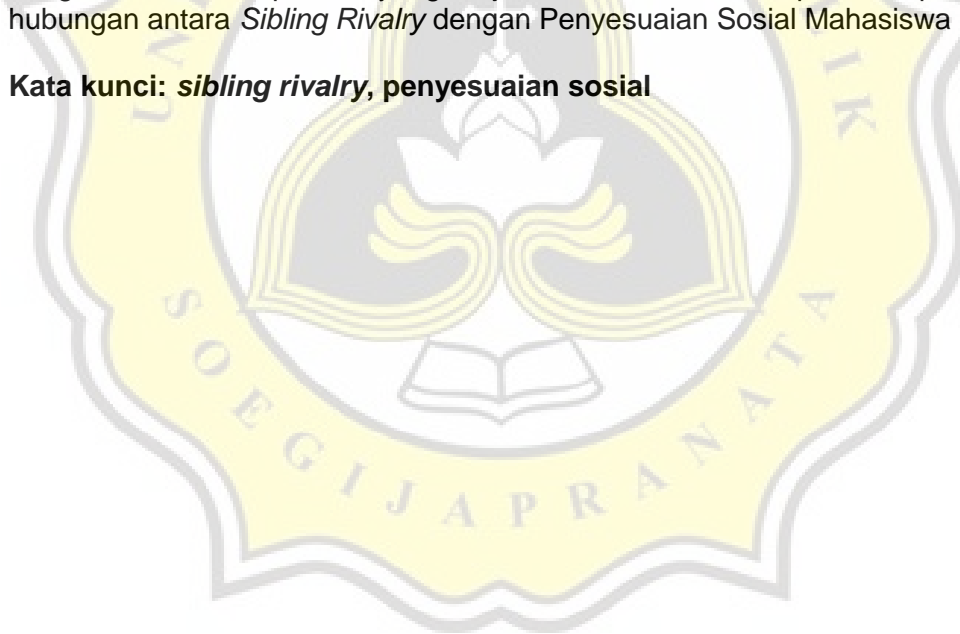 hubungan antara Sibling Rivalry dengan Penyesuaian Sosial Mahasiswa
Kata kunci: sibling rivalry, penyesuaian sosial
SOEGIJAPRANATA